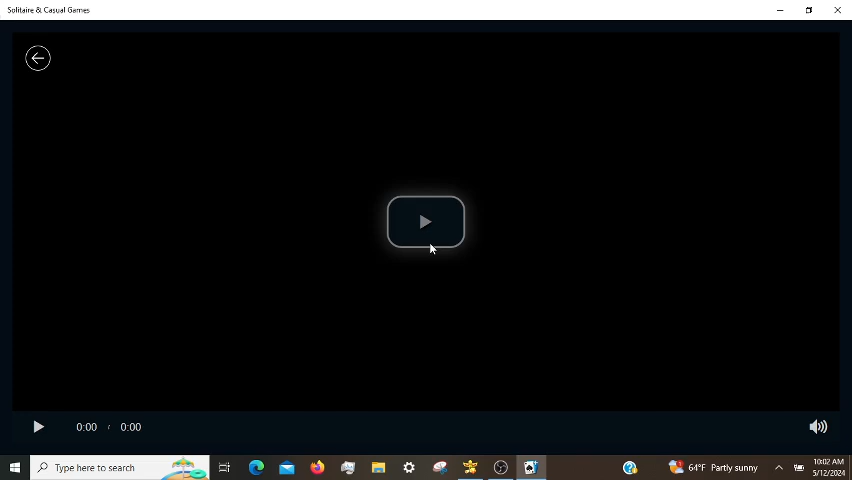 Solitaire & Casual Games
0:00 / 0:00
Type here to search
64°F Partly sunny
10:02 AM
5/12/2024